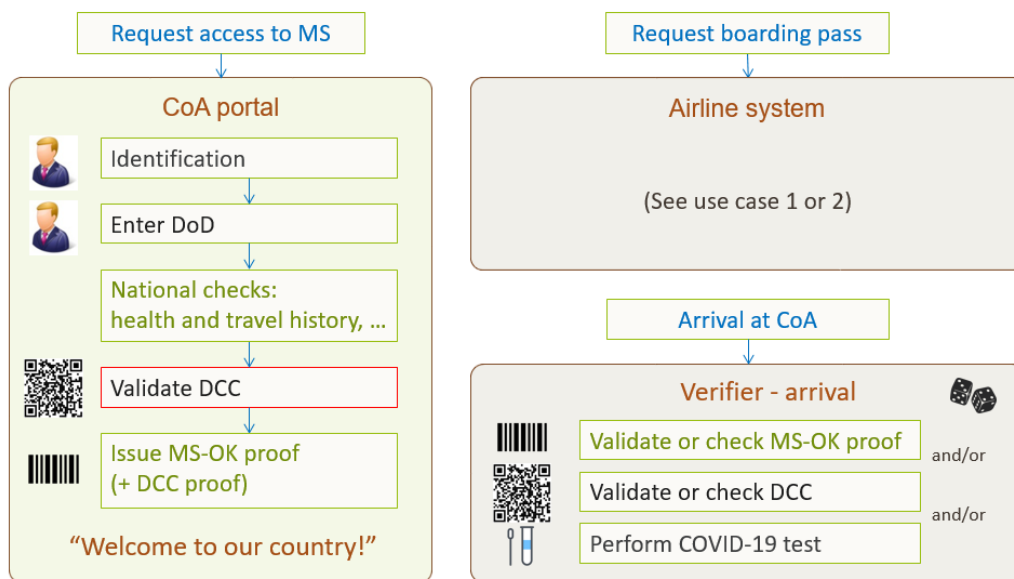 Request access to MS
CoA portal
Identification
Enter DoD
National checks:
health and travel history, ...
Validate DCC
Issue MS-OK proof
(+ DCC proof)
“Welcome to our country!”
Request boarding pass
Airline system
(See use case 1 or 2)
Arrival at CoA
Verifier - arrival
Validate or check MS-OK proof
and/or
Validate or check DCC
and/or
Perform COVID-19 test